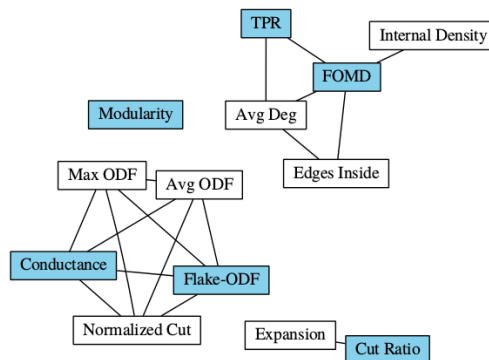 TPR
Internal Density
FOMD
Modularity
Avg Deg
Edges Inside
Max ODF
Avg ODF
Conductance
Flake-ODF
Normalized Cut
Expansion
Cut Ratio